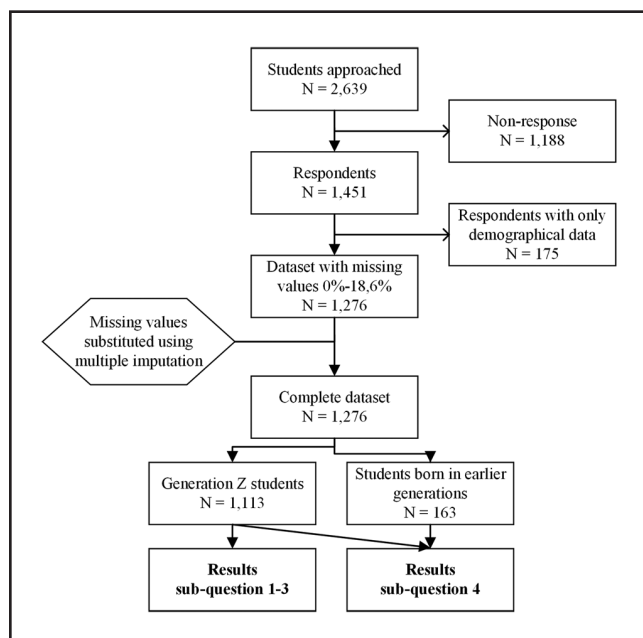 Students approached
N = 2,639
Non-response
N = 1,188
Respondents
N = 1,451
Respondents with only
demographical data
N = 175
Dataset with missing
values 0%-18,6%
N = 1,276
Missing values
substituted using
multiple imputation
Complete dataset
N = 1,276
Generation Z students
N = 1,113
Students born in earlier
generations
N = 163
Results
sub-question 1-3
Results
sub-question 4